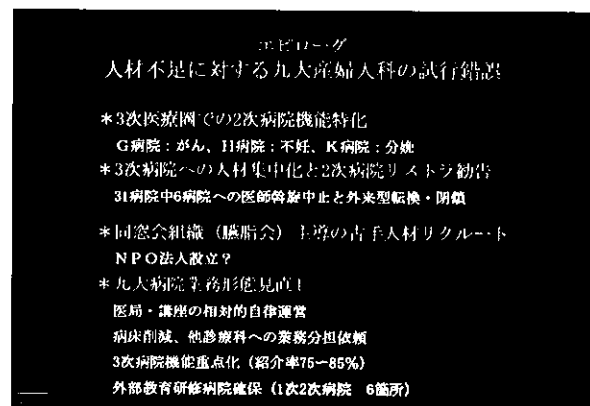 エピローグ
人材不足に対する九大産婦人科の試行錯誤
*3次医療圏での2次病院機能特化
G病院：がん、H病院：不妊、K病院：分娩
*3次病院への人材集中化と2次病院リストラ勧告
31病院中6病院への医師斡旋中止と外来型転換・閉鎖
*同窓会組織（臙脂会）主導の古手人材リクルート
NPO法人設立？
*九大病院業務形態見直し
医局・講座の相対的自律運営
病床削減、他診療科への業務分担依頼
3次病院機能重点化（紹介率75～85%）
外部教育研修病院確保（1次2次病院 6箇所）